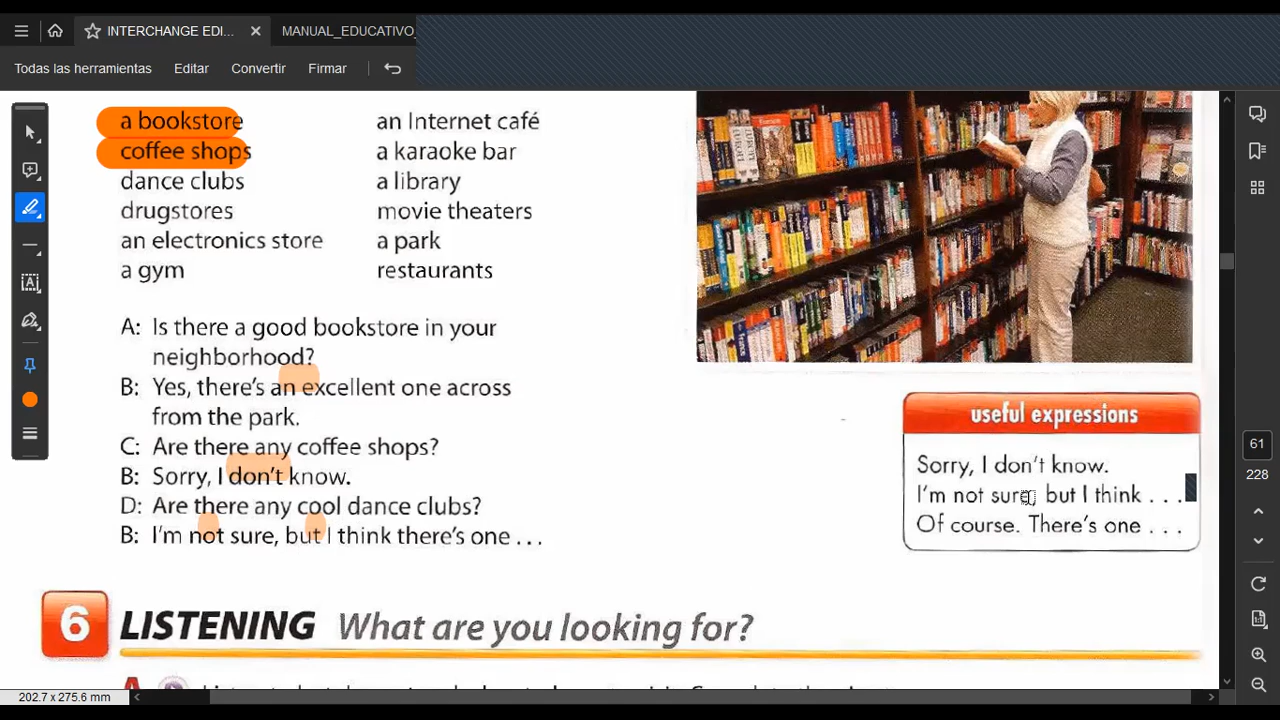 INTERCHANGE EDI...
MANUAL_EDUCATIVO_
Todas las herramientas Editar Convertir Firmar
a bookstore
coffee shops
dance clubs
drugstores
an electronics store
a gym
an Internet café
a karaoke bar
a library
movie theaters
a park
restaurants
A: Is there a good bookstore in your
neighborhood?
B: Yes, there's an excellent one across
from the park.
C: Are there any coffee shops?
B: Sorry, I don't know.
D: Are there any cool dance clubs?
B: I'm not sure, but I think there's one . . .
useful expressions
Sorry, I don't know.
I'm not sure, but I think . . .
Of course. There's one . . .
6 LISTENING What are you looking for?
61
228
202.7 x 275.6 mm